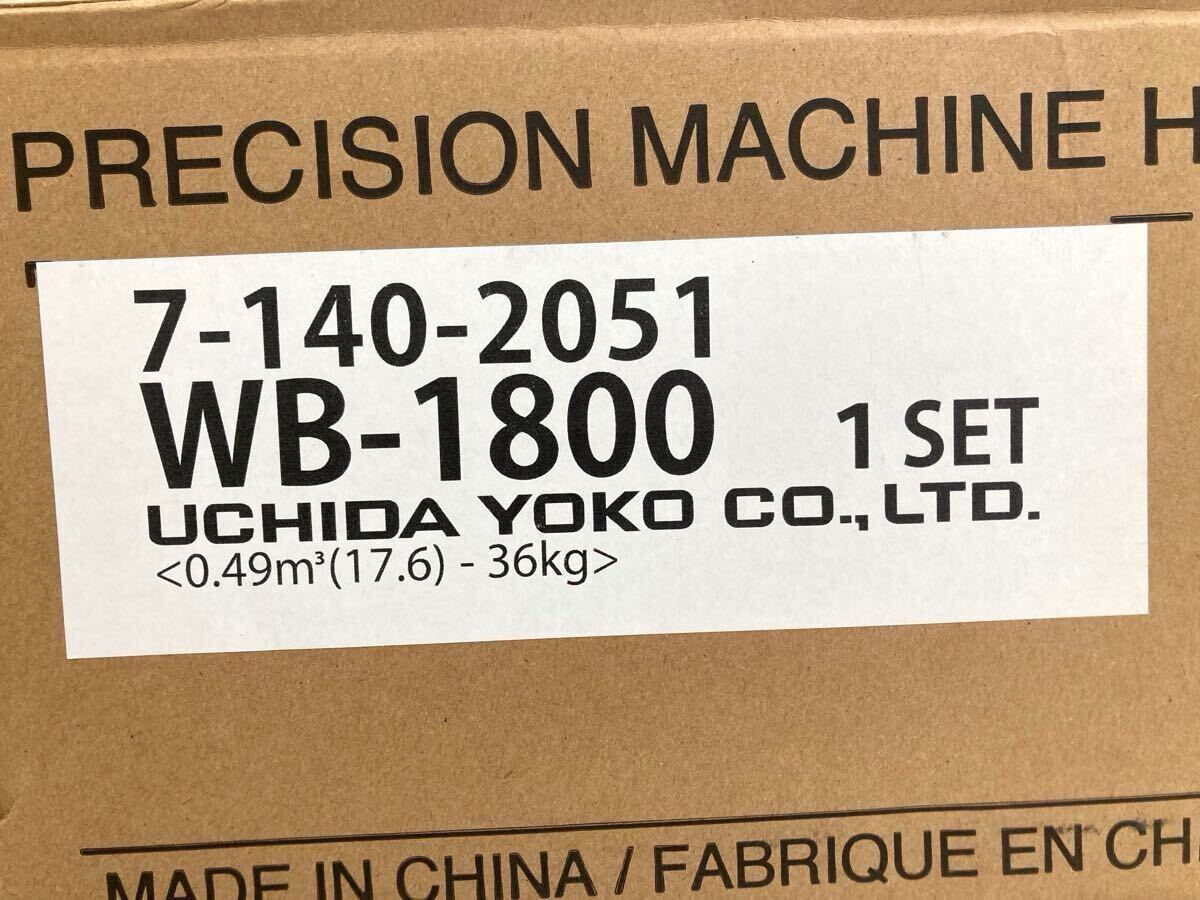 PRECISION MACHINE H
7-140-2051
WB-1800 1 SET
UCHIDA YOKO CO., LTD.
<0.49m³(17.6) - 36kg>
MADE IN CHINA / FABRIQUE EN CH